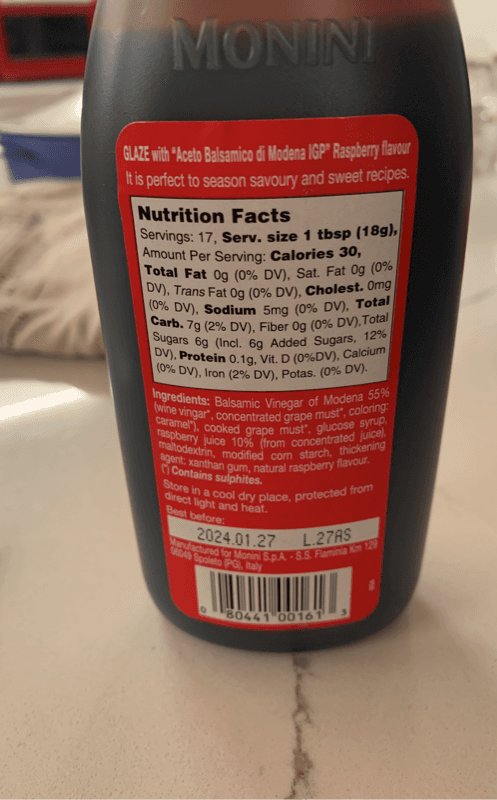 MONINI
GLAZE with "Aceto Balsamico di Modena IGP" Raspberry flavour
It is perfect to season savoury and sweet recipes.
Nutrition Facts
Servings: 17, Serv. size 1 tbsp (18g),
Amount Per Serving: Calories 30,
Total Fat 0g (0% DV), Sat. Fat 0g (0%
DV), Trans Fat 0g (0% DV), Cholest. 0mg
(0% DV), Sodium 5mg (0% DV), Total
Carb. 7g (2% DV), Fiber 0g (0% DV),Total
Sugars 6g (Incl. 6g Added Sugars, 12%
DV), Protein 0.1g, Vit. D (0%DV), Calcium
(0% DV), Iron (2% DV), Potas. (0% DV).
Ingredients: Balsamic Vinegar of Modena 55%
(wine vingar*, concentrated grape must*, coloring:
caramel*), cooked grape must*, glucose syrup,
raspberry juice 10% (from concentrated juice),
maltodextrin, modified corn starch, thickening
agent: xanthan gum, natural raspberry flavour.
(*) Contains sulphites.
Store in a cool dry place, protected from
direct light and heat.
Best before:
2024.01.27 L.27AS
Manufactured for Monini S.p.A. - S.S. Flaminia Km 129
06049 Spoleto (PG), Italy
0 80441 00161 3